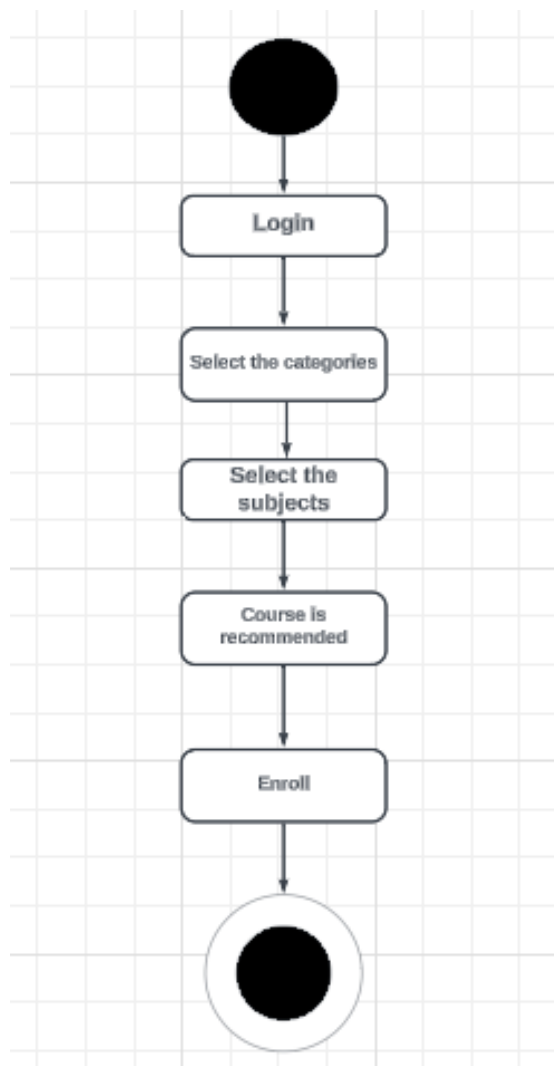 Login
Select the categories
Select the
subjects
Course is
recommended
Enroll